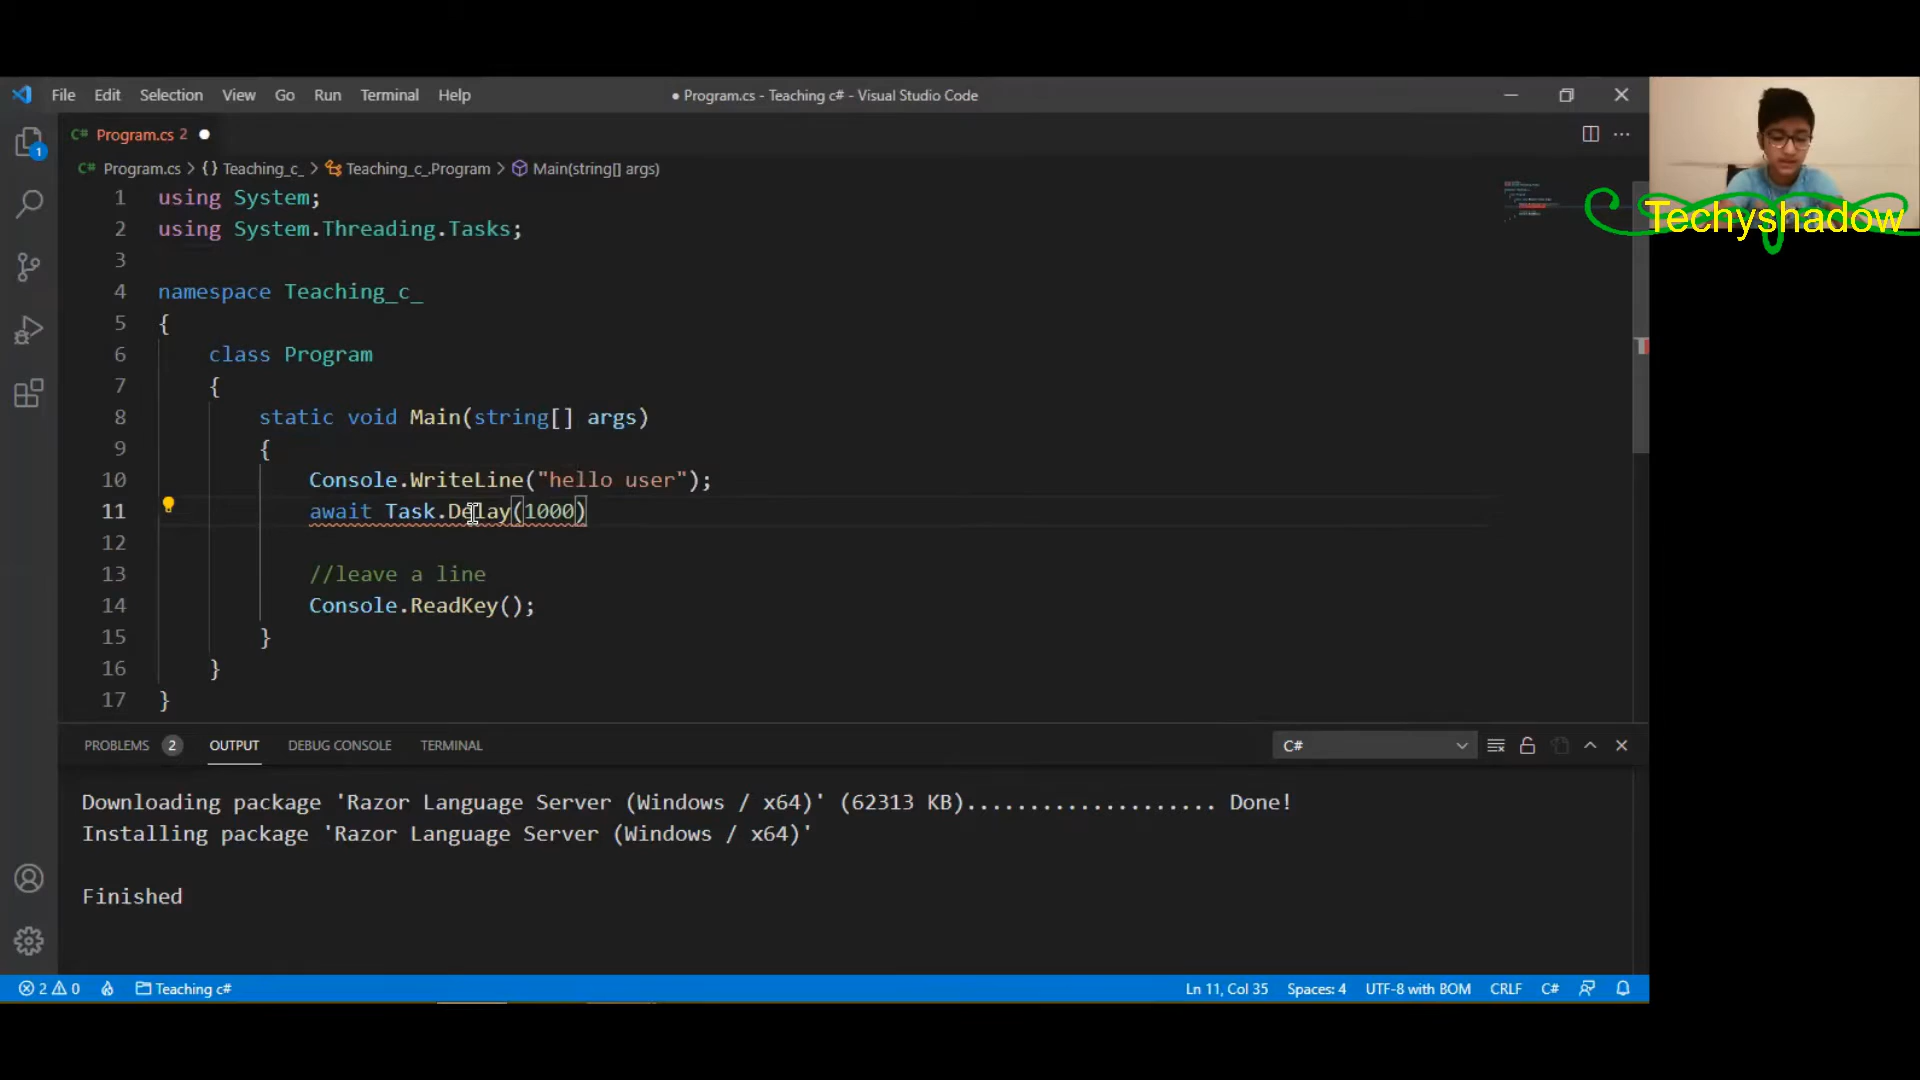 File Edit Selection View Go Run Terminal Help
● Program.cs - Teaching c# - Visual Studio Code
C# Program.cs 2 ●
C# Program.cs > {} Teaching_c_ > Teaching_c_.Program > Main(string[] args)
1 using System;
2 using System.Threading.Tasks;
3
4 namespace Teaching_c_
5 {
6 class Program
7 {
8 static void Main(string[] args)
9 {
10 Console.WriteLine("hello user");
11 await Task.Delay(1000)
12
13 //leave a line
14 Console.ReadKey();
15 }
16 }
17 }
Techyshadow
1
PROBLEMS 2 OUTPUT DEBUG CONSOLE TERMINAL
C#
Downloading package 'Razor Language Server (Windows / x64)' (62313 KB).................... Done!
Installing package 'Razor Language Server (Windows / x64)'
Finished
2 0 Teaching c#
Ln 11, Col 35 Spaces: 4 UTF-8 with BOM CRLF C#